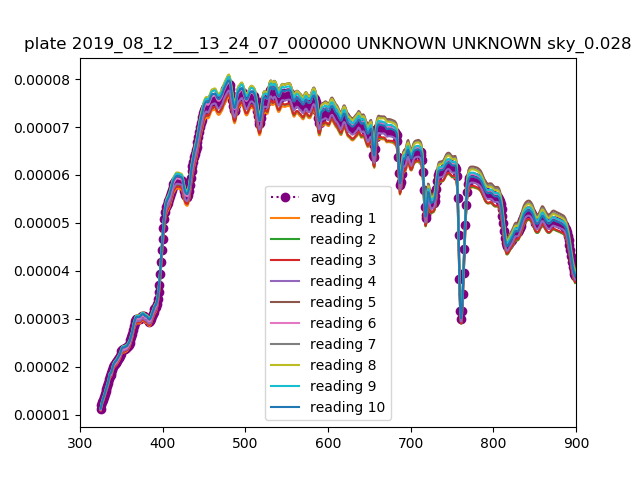 plate 2019_08_12___13_24_07_000000 UNKNOWN UNKNOWN sky_0.028
0.00008
0.00007
0.00006
0.00005
0.00004
0.00003
0.00002
0.00001
avg
reading 1
reading 2
reading 3
reading 4
reading 5
reading 6
reading 7
reading 8
reading 9
reading 10
300 400 500 600 700 800 900